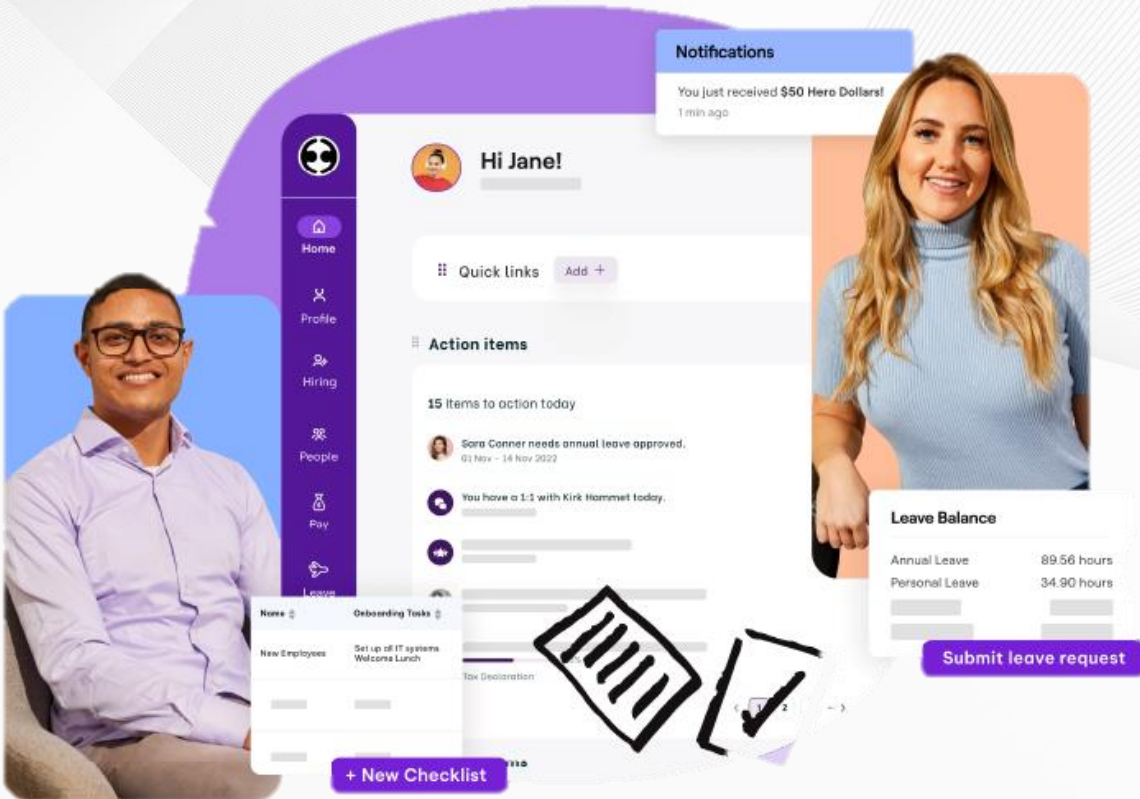 Notifications
You just received $50 Hero Dollars!
1 min ago
Hi Jane!
Home
Profile
Hiring
People
Pay
Leave
Quick links
Add +
Action items
15 Items to action today
Sara Conner needs annual leave approved.
01 Nov - 14 Nov 2022
You have a 1:1 with Kirk Hammet today.
Tax Declaration
< 1 2 >
Name
Onboarding Tasks
New Employees
Set up all IT systems
Welcome Lunch
+ New Checklist
Leave Balance
Annual Leave 89.56 hours
Personal Leave 34.90 hours
Submit leave request